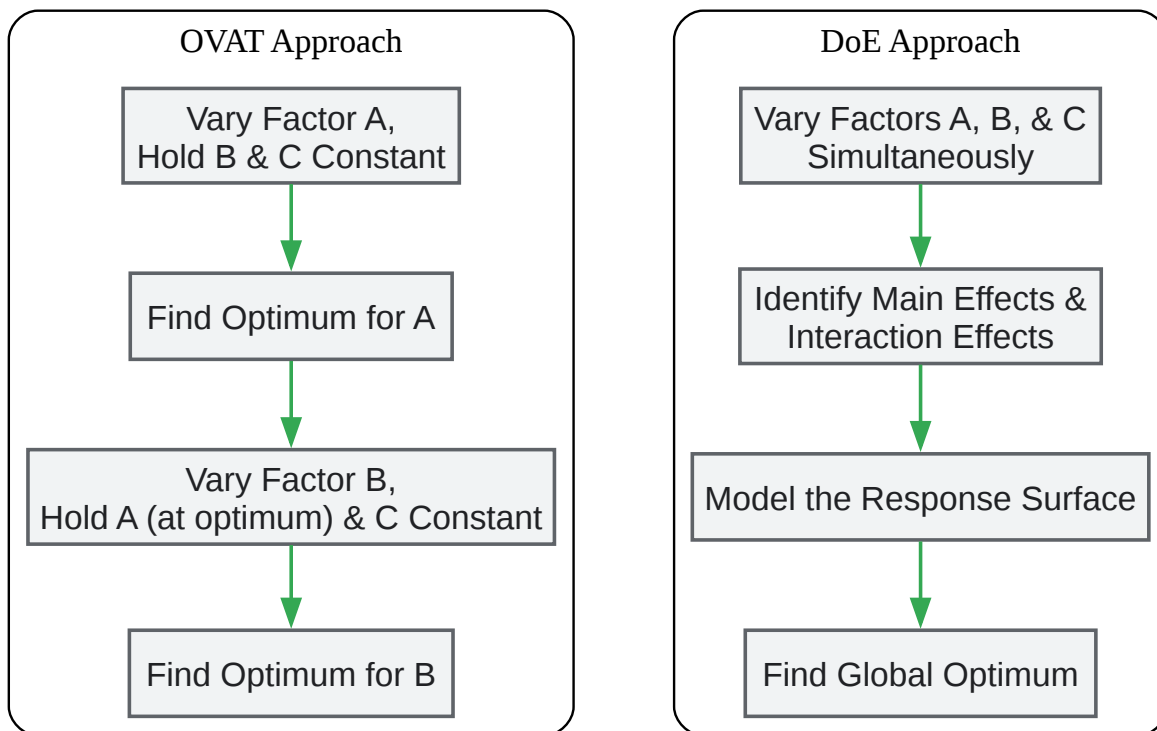 OVAT Approach
Vary Factor A,
Hold B & C Constant
Find Optimum for A
Vary Factor B,
Hold A (at optimum) & C Constant
Find Optimum for B
DoE Approach
Vary Factors A, B, & C
Simultaneously
Identify Main Effects &
Interaction Effects
Model the Response Surface
Find Global Optimum